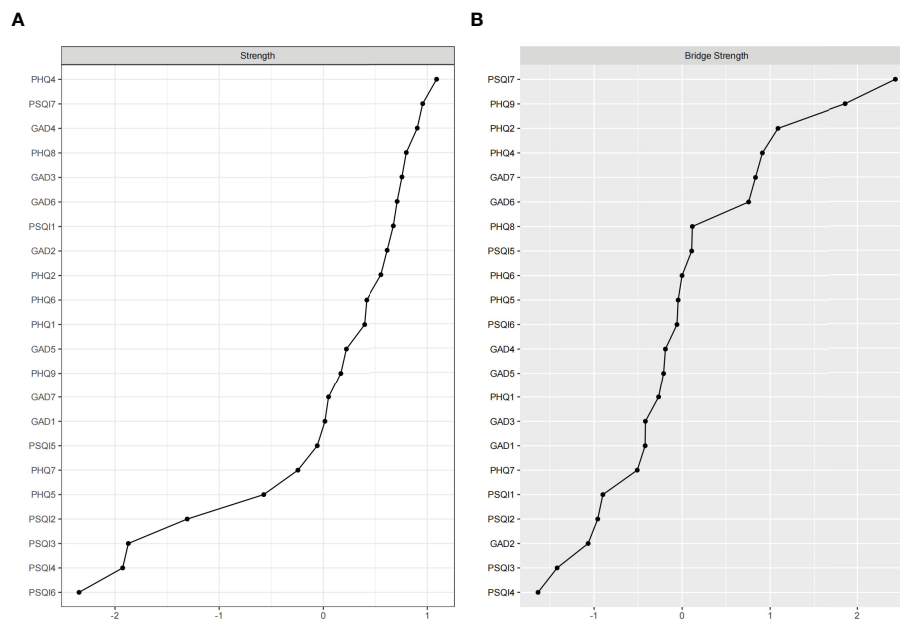 A
Strength
PHQ4
PSQI7
GAD4
PHQ8
GAD3
GAD6
PSQI1
GAD2
PHQ2
PHQ6
PHQ1
GAD5
PHQ9
GAD7
GAD1
PSQI5
PHQ7
PHQ5
PSQI2
PSQI3
PSQI4
PSQI6
-2 -1 0 1
B
Bridge Strength
PSQI7
PHQ9
PHQ2
PHQ4
GAD7
GAD6
PHQ8
PSQI5
PHQ6
PHQ5
PSQI6
GAD4
GAD5
PHQ1
GAD3
GAD1
PHQ7
PSQI1
PSQI2
GAD2
PSQI3
PSQI4
-1 0 1 2